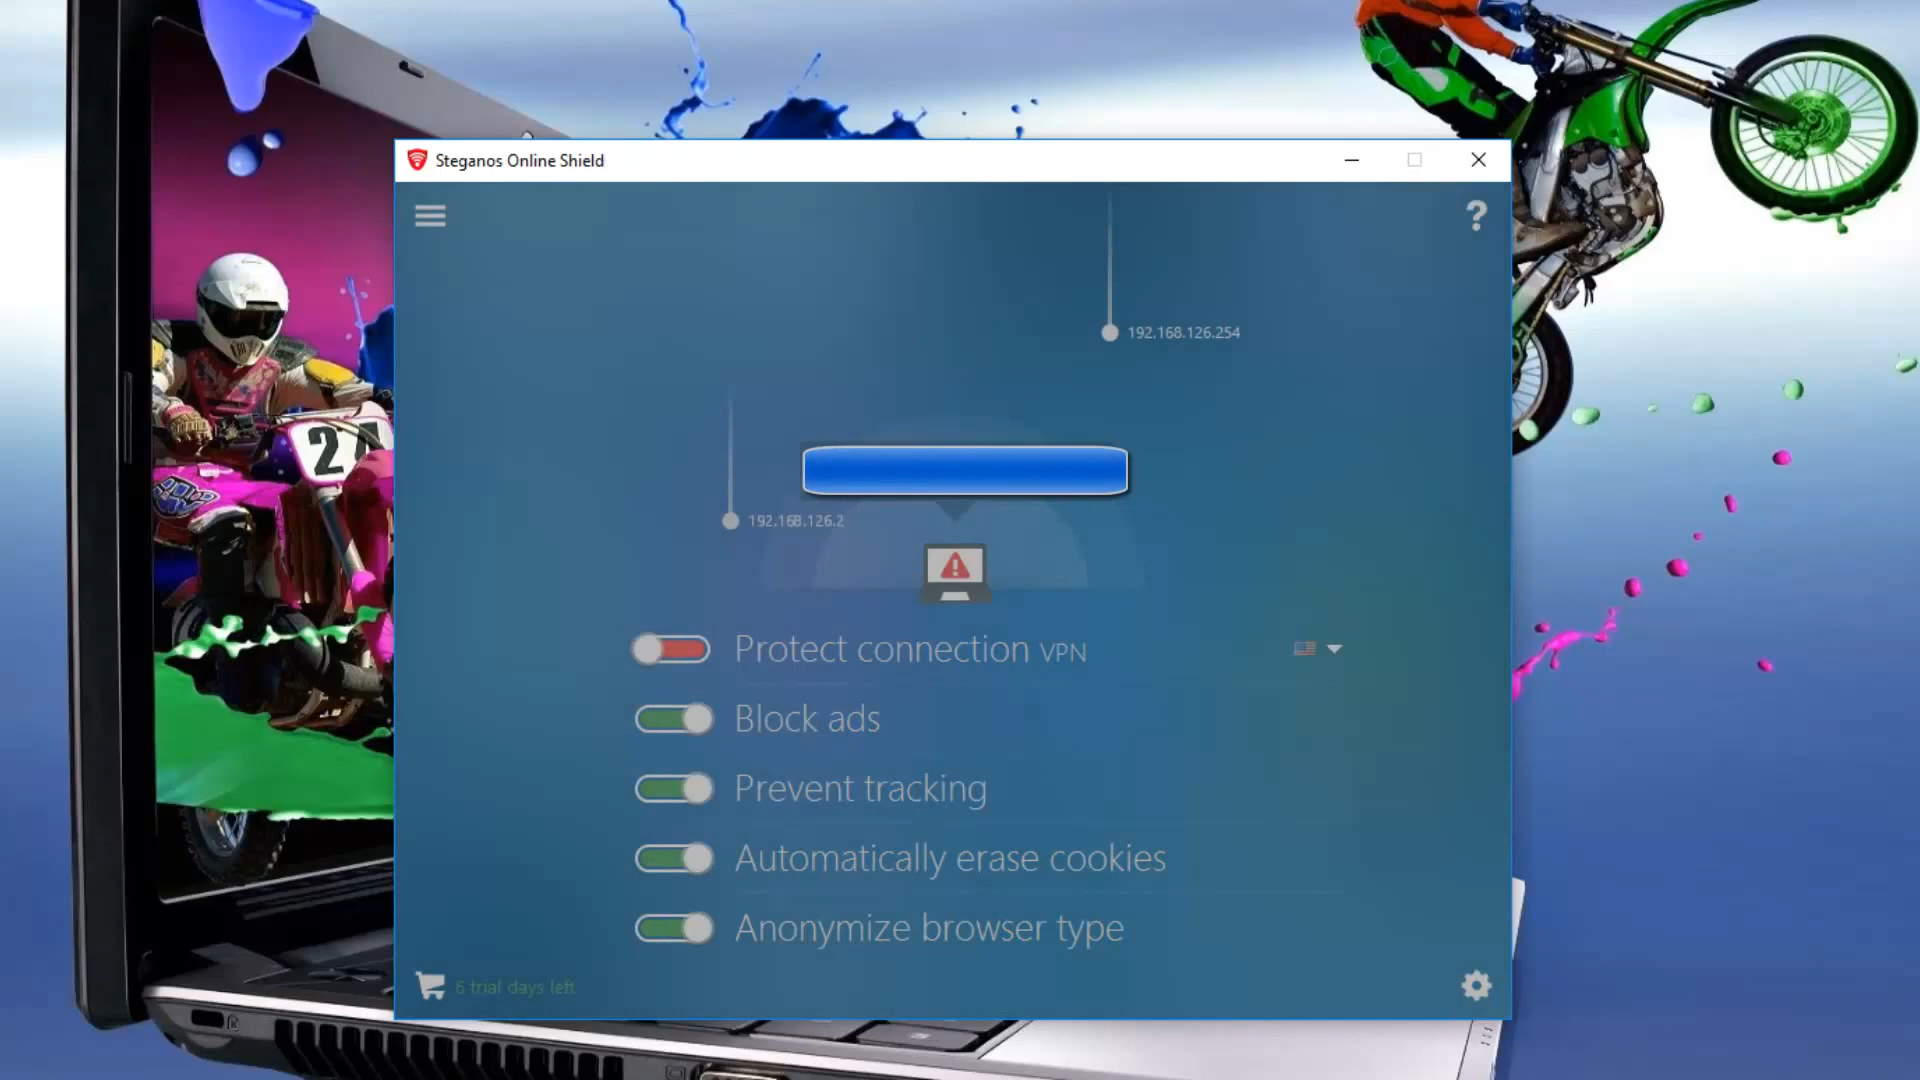 Steganos Online Shield
?
192.168.126.254
24
192.168.126.2
Protect connection VPN
Block ads
Prevent tracking
Automatically erase cookies
Anonymize browser type
6 trial days left